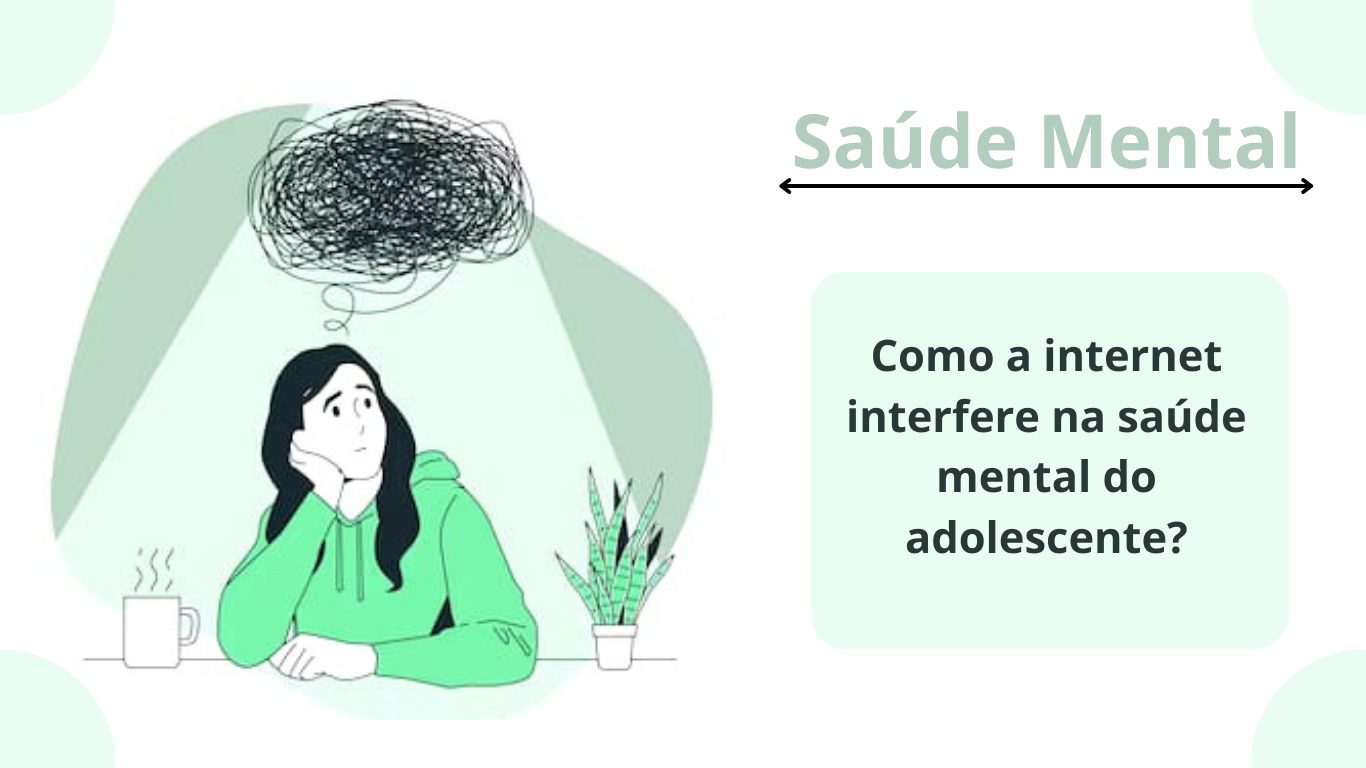 Saúde Mental
Como a internet
interfere na saúde
mental do
adolescente?